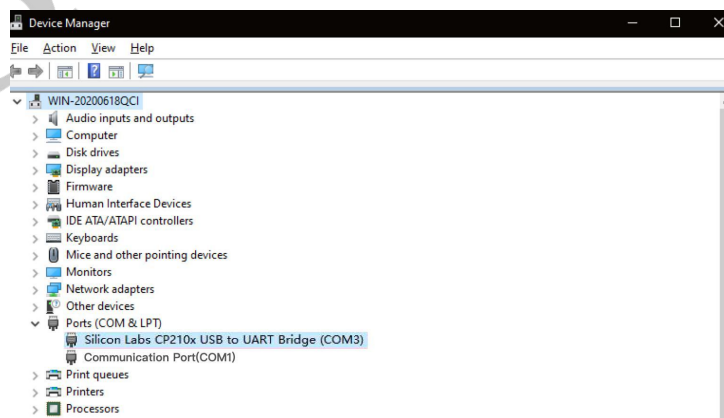 Device Manager
File Action View Help
WIN-20200618QCI
Audio inputs and outputs
Computer
Disk drives
Display adapters
Firmware
Human Interface Devices
IDE ATA/ATAPI controllers
Keyboards
Mice and other pointing devices
Monitors
Network adapters
Other devices
Ports (COM & LPT)
Silicon Labs CP210x USB to UART Bridge (COM3)
Communication Port(COM1)
Print queues
Printers
Processors